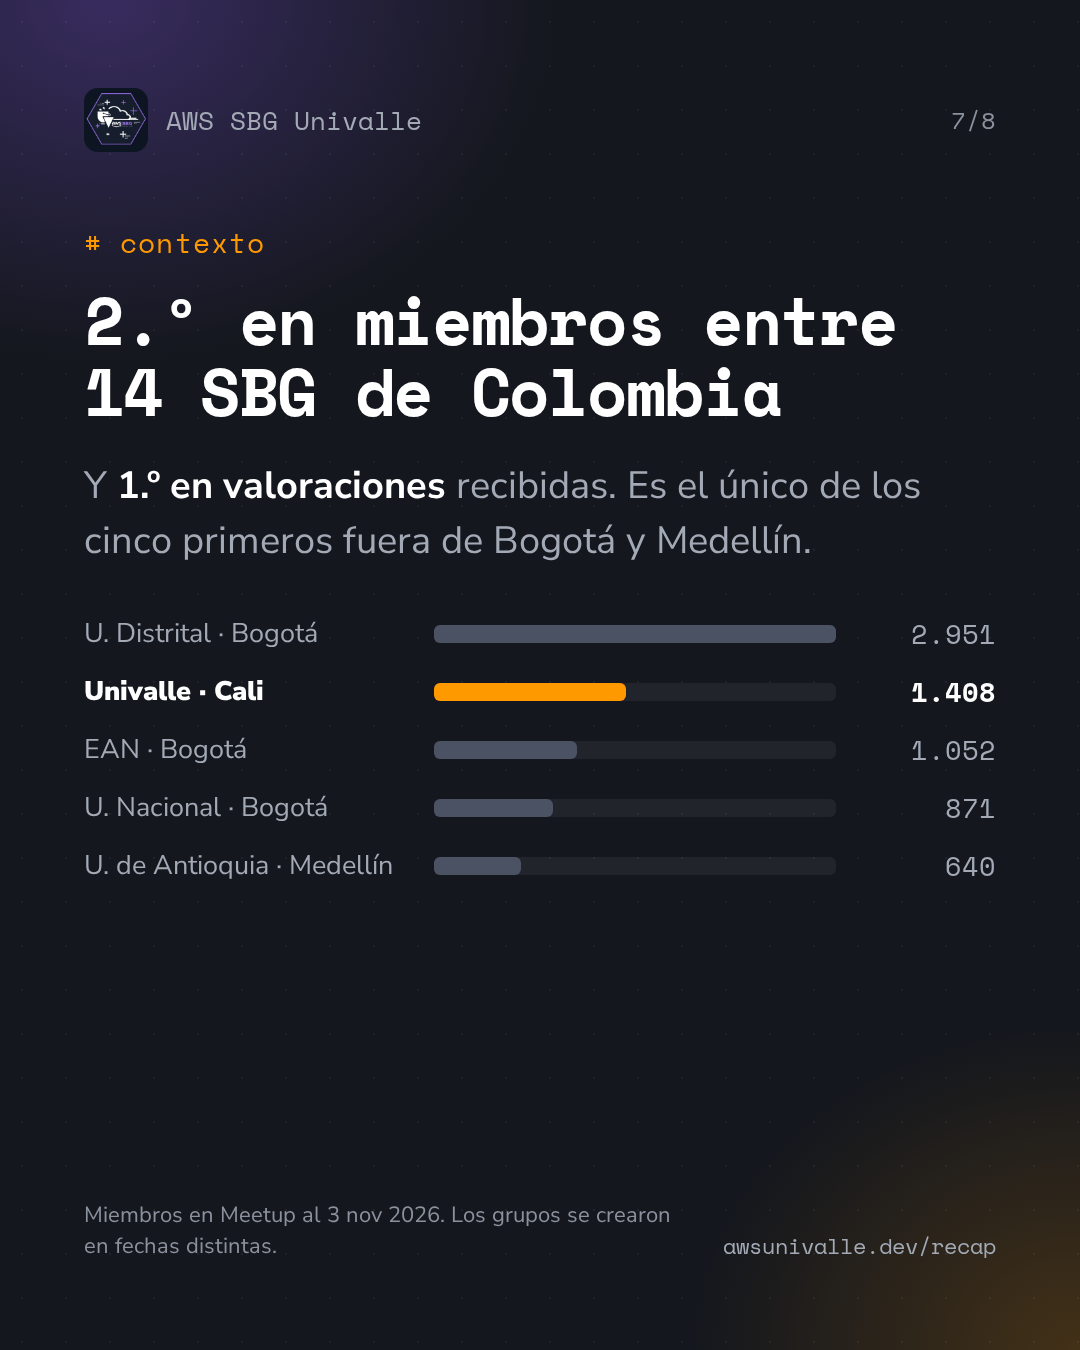 AWS SBG Univalle 7/8
# contexto
2.º en miembros entre
14 SBG de Colombia
Y 1.º en valoraciones recibidas. Es el único de los
cinco primeros fuera de Bogotá y Medellín.
U. Distrital · Bogotá 2.951
Univalle · Cali 1.408
EAN · Bogotá 1.052
U. Nacional · Bogotá 871
U. de Antioquia · Medellín 640
Miembros en Meetup al 3 nov 2026. Los grupos se crearon
en fechas distintas.
awsunivalle.dev/recap